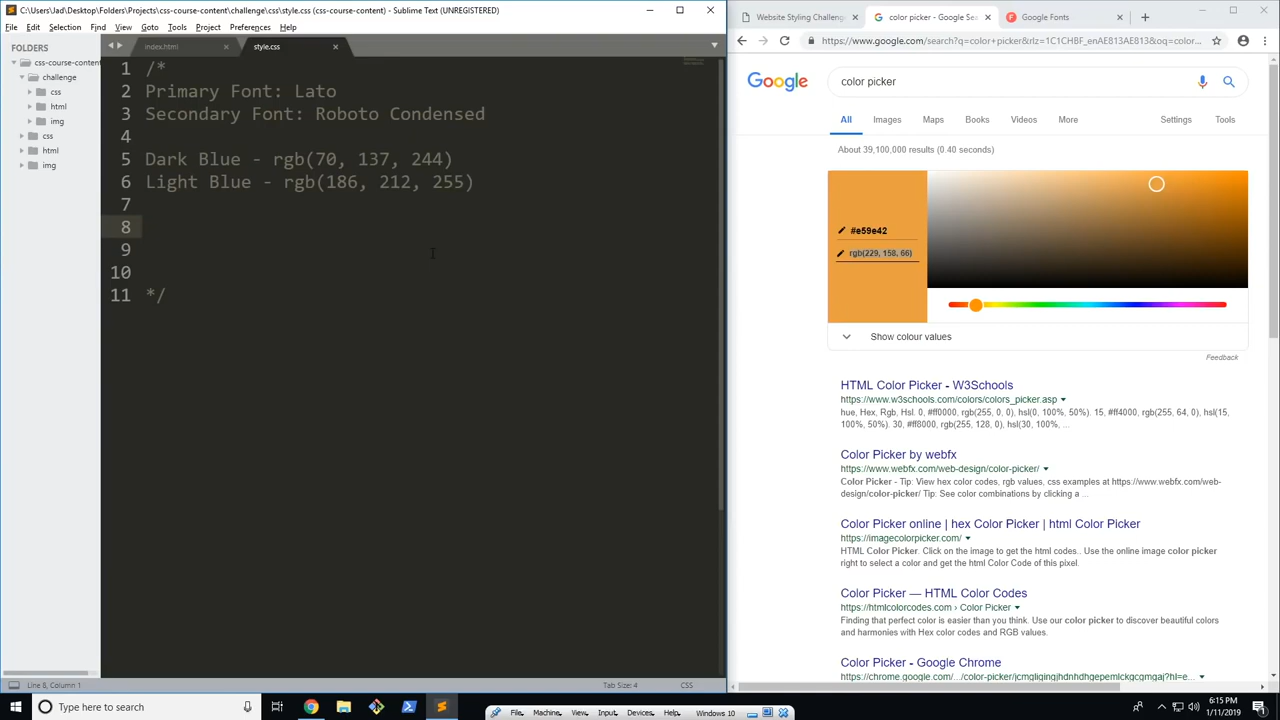 C:\Users\Jad\Desktop\Folders\Projects\css-course-content\challenge\css\style.css (css-course-content) - Sublime Text (UNREGISTERED)
File Edit Selection Find View Goto Tools Project Preferences Help
FOLDERS
css-course-content
challenge
css
html
img
css
html
img
index.html
style.css
1 /*
2 Primary Font: Lato
3 Secondary Font: Roboto Condensed
4
5 Dark Blue - rgb(70, 137, 244)
6 Light Blue - rgb(186, 212, 255)
7
8
9
10
11 */
Line 8, Column 1
Tab Size: 4
CSS
Website Styling Challeng
color picker - Google Sea
Google Fonts
https://www.google.com/search?q=color+picker&rlz=1C1CHBF_enAE813AE813&oq=color...
Google
color picker
All Images Maps Books Videos More Settings Tools
About 39,100,000 results (0.40 seconds)
#e59e42
rgb(229, 158, 66)
Show colour values
Feedback
HTML Color Picker - W3Schools
https://www.w3schools.com/colors/colors_picker.asp
hue, Hex, Rgb, Hsl. 0, #ff0000, rgb(255, 0, 0), hsl(0, 100%, 50%). 15, #ff4000, rgb(255, 64, 0), hsl(15,
100%, 50%). 30, #ff8000, rgb(255, 128, 0), hsl(30, 100%, ...
Color Picker by webfx
https://www.webfx.com/web-design/color-picker/
Color Picker - Tip: View hex color codes, rgb values, css examples at https://www.webfx.com/web-
design/color-picker/ Tip: See color combinations by clicking a ...
Color Picker online | hex Color Picker | html Color Picker
https://imagecolorpicker.com/
HTML Color Picker. Click on the image to get the html codes.. Use the online image color picker
right to select a color and get the html Color Code of this pixel.
Color Picker — HTML Color Codes
https://htmlcolorcodes.com › Color Picker
Finding that perfect color is easier than you think. Use our color picker to discover beautiful colors
and harmonies with Hex color codes and RGB values.
Color Picker - Google Chrome
https://chrome.google.com/.../color-picker/jcmgligingjhdnhdhgepemlckgcgmgaj?hl=e...
Type here to search
File Machine View Input Devices Help Windows 10
6:15 PM
1/11/2019